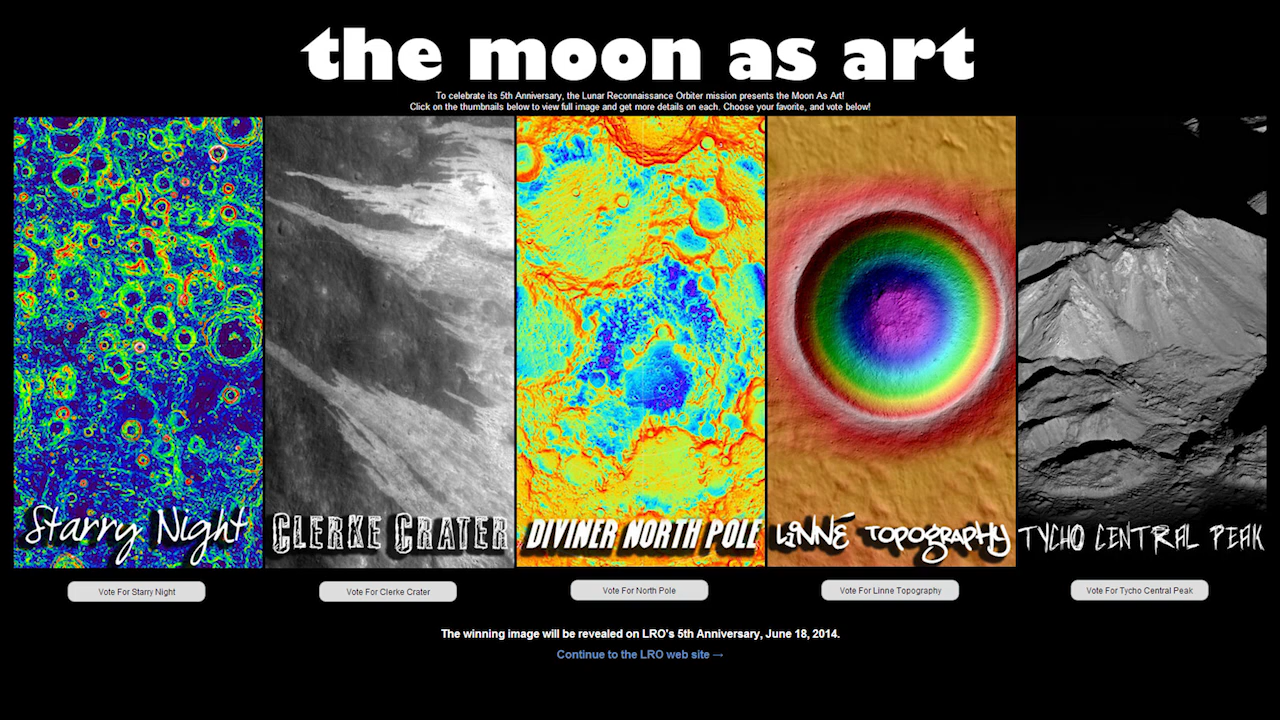 the moon as art
To celebrate its 5th Anniversary, the Lunar Reconnaissance Orbiter mission presents the Moon As Art!
Click on the thumbnails below to view full image and get more details on each. Choose your favorite, and vote below!
Starry Night
CLERKE CRATER
DIVINER NORTH POLE
LINNÉ TOPOGRAPHY
TYCHO CENTRAL PEAK
Vote For Starry Night
Vote For Clerke Crater
Vote For North Pole
Vote For Linne Topography
Vote For Tycho Central Peak
The winning image will be revealed on LRO's 5th Anniversary, June 18, 2014.
Continue to the LRO web site →